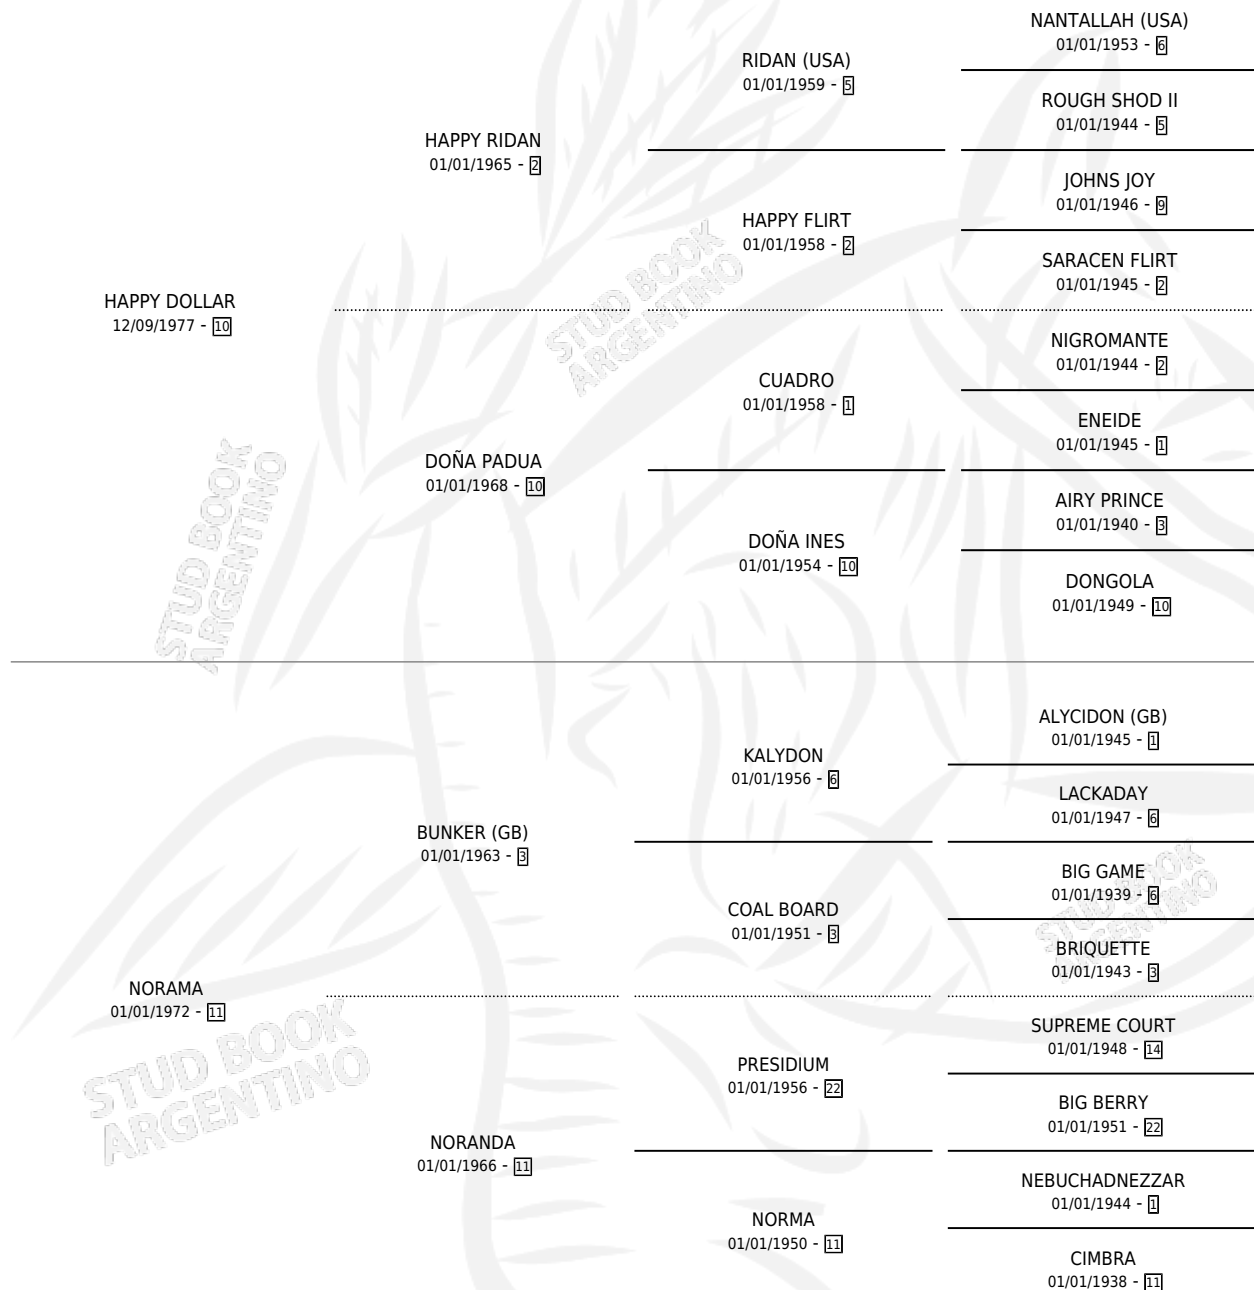 NANTALLAH (USA)
01/01/1953 - 6
RIDAN (USA)
01/01/1959 - 5
ROUGH SHOD II
01/01/1944 - 5
HAPPY RIDAN
01/01/1965 - 2
JOHNS JOY
01/01/1946 - 9
HAPPY FLIRT
01/01/1958 - 2
SARACEN FLIRT
01/01/1945 - 2
HAPPY DOLLAR
12/09/1977 - 10
NIGROMANTE
01/01/1944 - 2
CUADRO
01/01/1958 - 1
ENEIDE
01/01/1945 - 1
DOÑA PADUA
01/01/1968 - 10
AIRY PRINCE
01/01/1940 - 3
DOÑA INES
01/01/1954 - 10
DONGOLA
01/01/1949 - 10
ALYCIDON (GB)
01/01/1945 - 1
KALYDON
01/01/1956 - 6
LACKADAY
01/01/1947 - 6
BUNKER (GB)
01/01/1963 - 3
BIG GAME
01/01/1939 - 6
COAL BOARD
01/01/1951 - 3
BRIQUETTE
01/01/1943 - 3
NORAMA
01/01/1972 - 11
SUPREME COURT
01/01/1948 - 14
PRESIDIUM
01/01/1956 - 22
BIG BERRY
01/01/1951 - 22
NORANDA
01/01/1966 - 11
NEBUCHADNEZZAR
01/01/1944 - 1
NORMA
01/01/1950 - 11
CIMBRA
01/01/1938 - 11
STUD BOOK
ARGENTINO
STUD BOOK
ARGENTINO
STUD BOOK
ARGENTINO
STUD BOOK
ARGENTINO